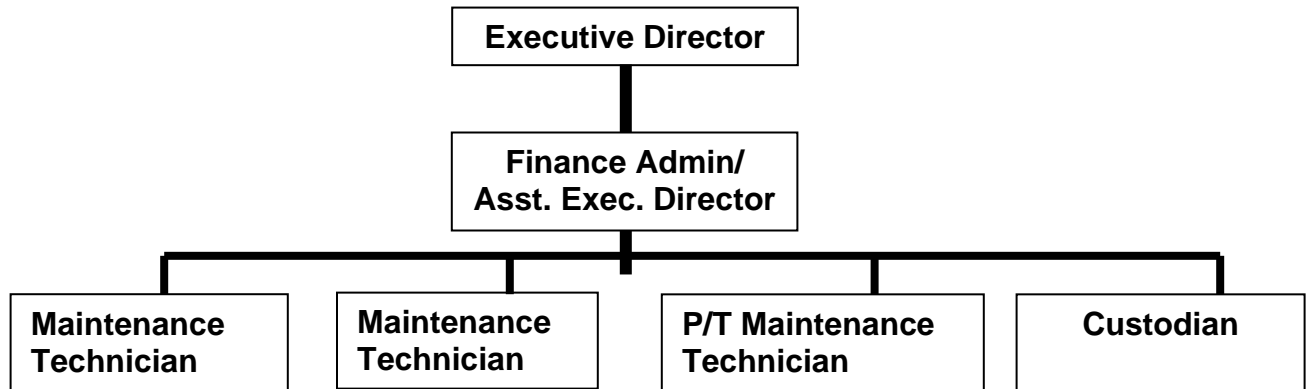 Executive Director
Finance Admin/
Asst. Exec. Director
Maintenance
Technician
Maintenance
Technician
P/T Maintenance
Technician
Custodian